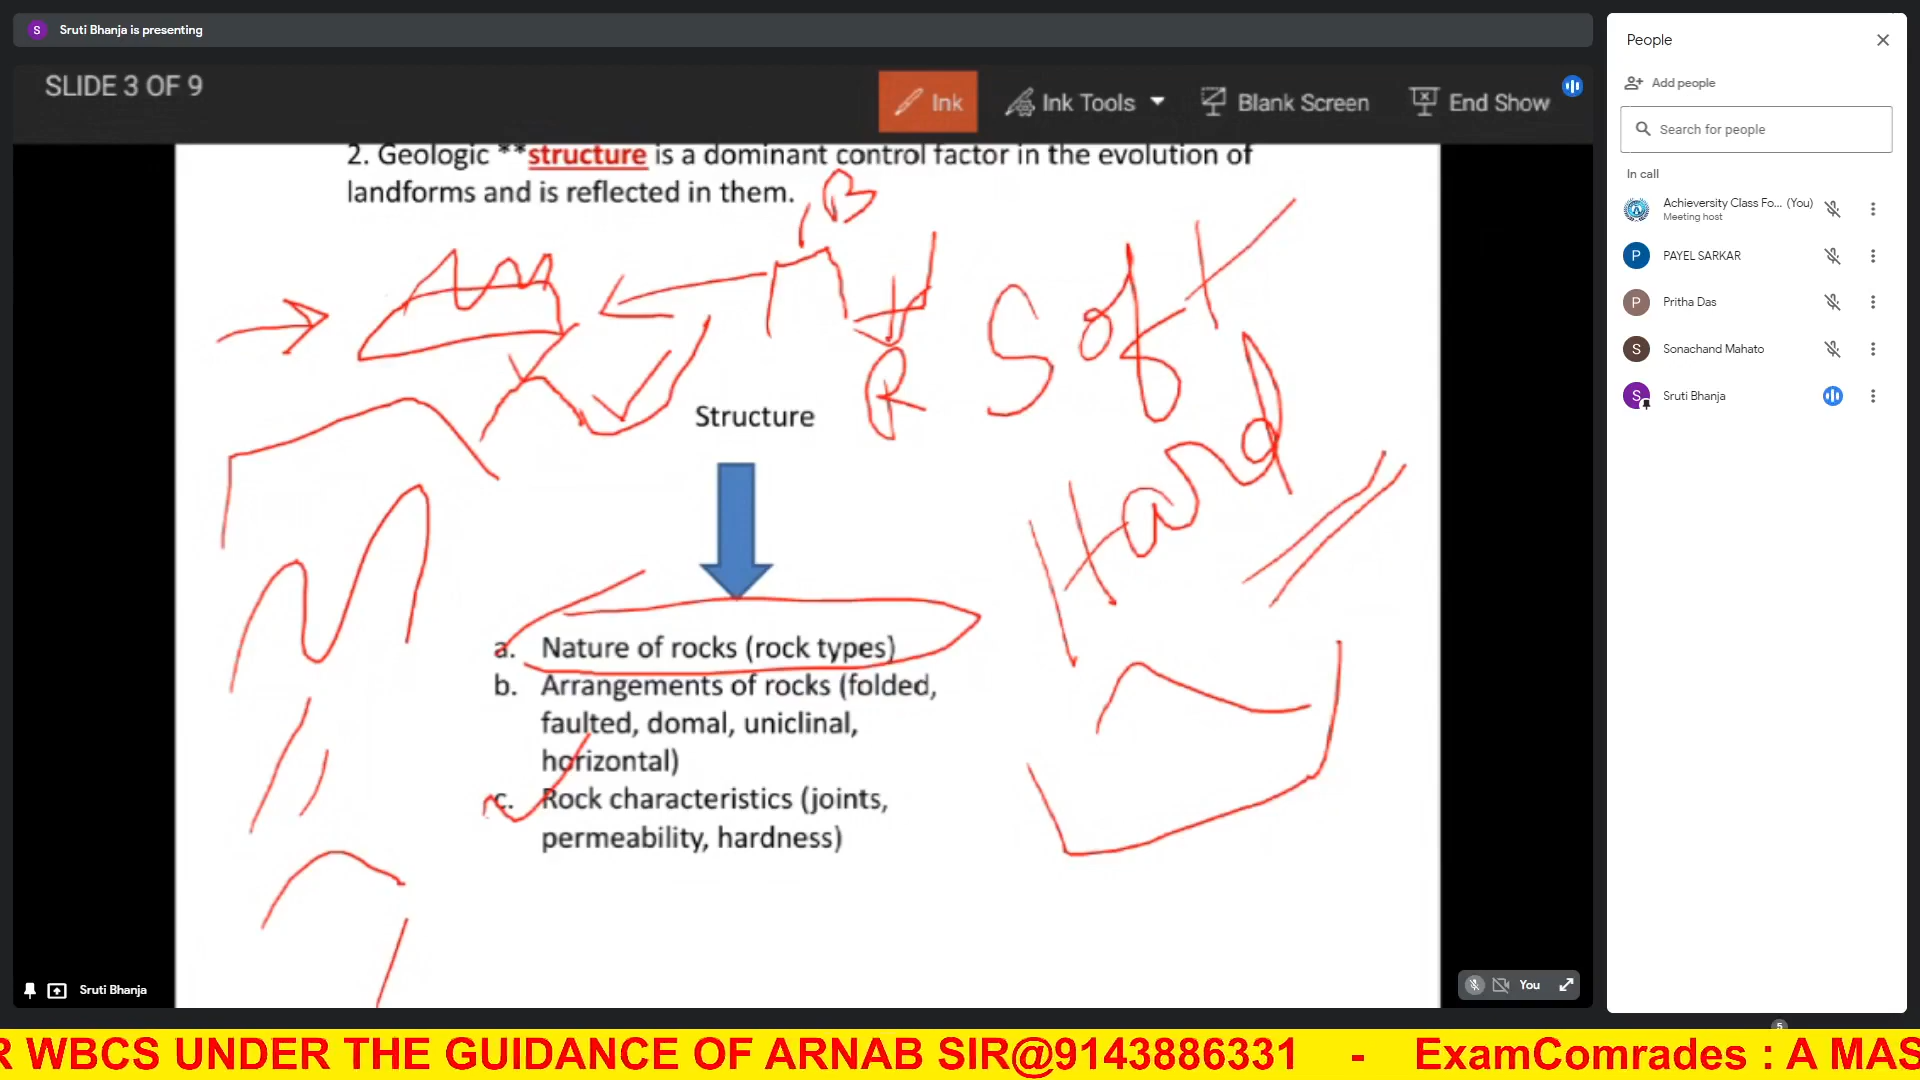 S
Sruti Bhanja is presenting
SLIDE 3 OF 9
Ink
Ink Tools
Blank Screen
End Show
2. Geologic **structure is a dominant control factor in the evolution of
landforms and is reflected in them.
B
R
Soft
Hard
Structure
a. Nature of rocks (rock types)
b. Arrangements of rocks (folded,
faulted, domal, uniclinal,
horizontal)
c. Rock characteristics (joints,
permeability, hardness)
Sruti Bhanja
You
People
Add people
Search for people
In call
Achieversity Class Fo... (You)
Meeting host
P
PAYEL SARKAR
P
Pritha Das
S
Sonachand Mahato
S
Sruti Bhanja
5
R WBCS UNDER THE GUIDANCE OF ARNAB SIR@9143886331 - ExamComrades : A MAS